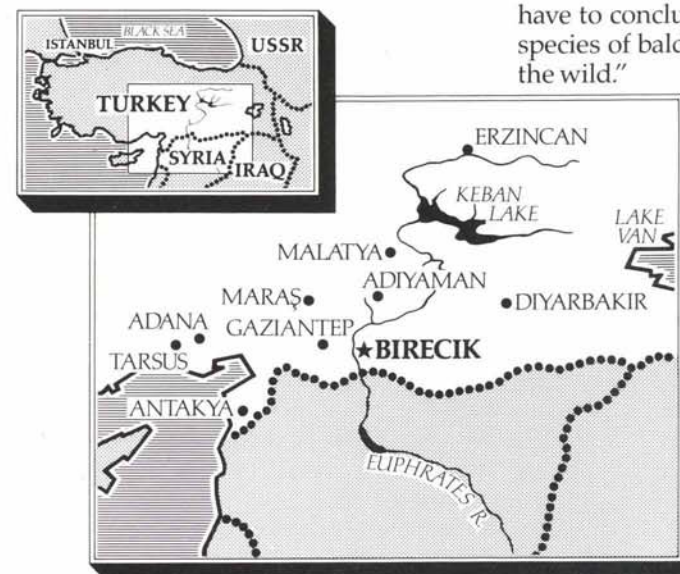 have to conclu
species of bald
the wild."
BLACK SEA
ISTANBUL
USSR
TURKEY
SYRIA
IRAQ
ERZINCAN
KEBAN
LAKE
LAKE
VAN
MALATYA
ADIYAMAN
MARAŞ
DIYARBAKIR
ADANA
GAZIANTEP
TARSUS
★BIRECIK
ANTAKYA
EUPHRATES R.